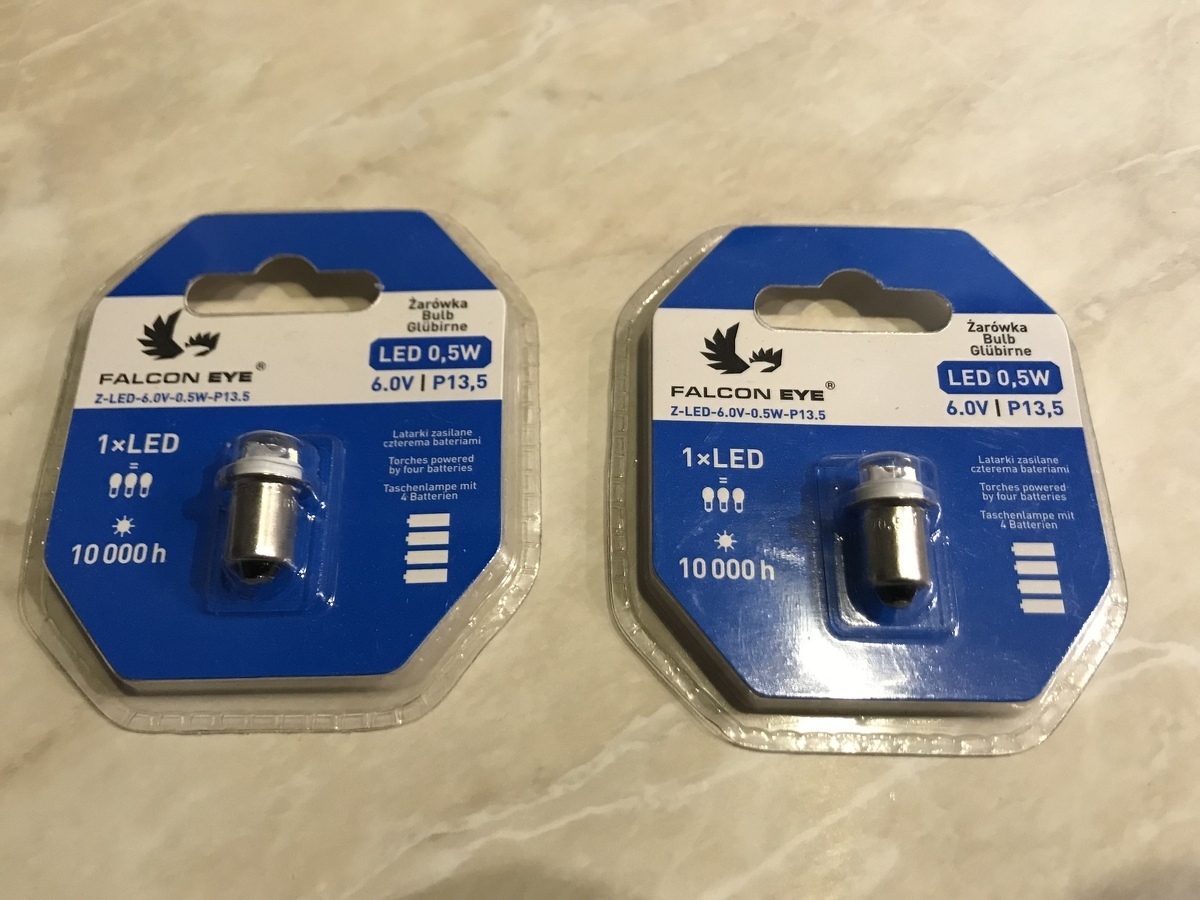 Żarówka
Bulb
Glübirne
LED 0,5W
6.0V | P13,5
FALCON EYE®
Z-LED-6.0V-0.5W-P13.5
1×LED
=
10 000 h
Latarki zasilane
czterema bateriami
Torches powered
by four batteries
Taschenlampe mit
4 Batterien
Żarówka
Bulb
Glübirne
LED 0,5W
6.0V | P13,5
FALCON EYE®
Z-LED-6.0V-0.5W-P13.5
1×LED
=
10 000 h
Latarki zasilane
czterema bateriami
Torches powered
by four batteries
Taschenlampe mit
4 Batterien